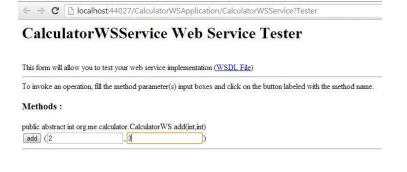 localhost:44027/CalculatorWSApplication/CalculatorWSService?Tester
CalculatorWSService Web Service Tester
This form will allow you to test your web service implementation (WSDL File)
To invoke an operation, fill the method parameter(s) input boxes and click on the button labeled with the method name.
Methods :
public abstract int org.me.calculator.CalculatorWS.add(int,int)
add (2 ,3 )